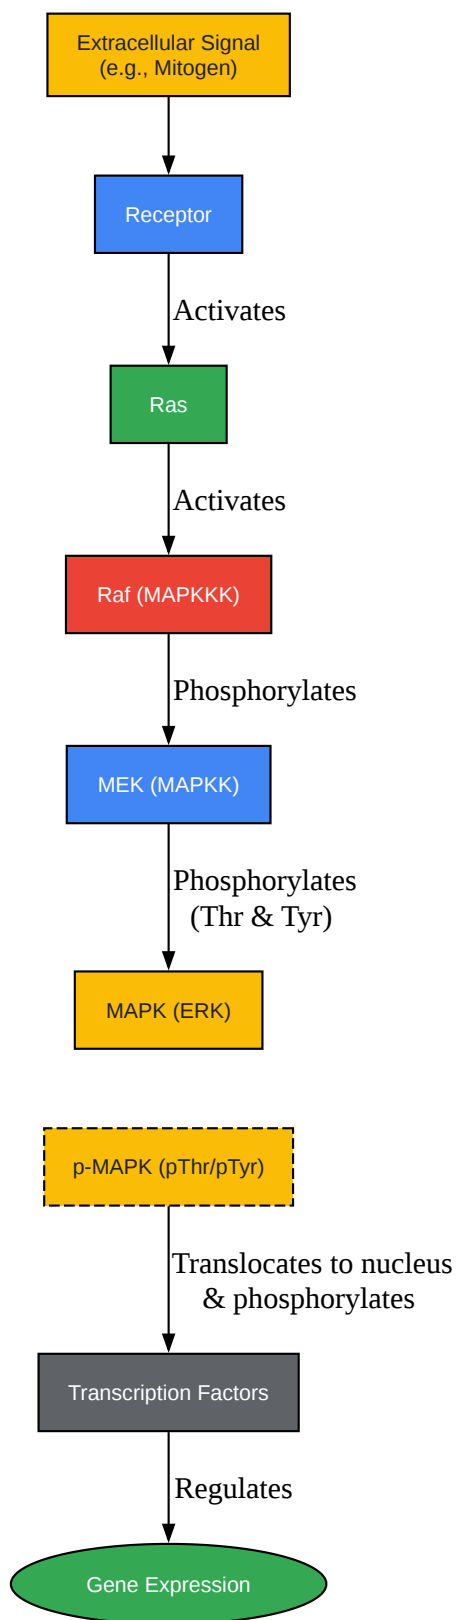 Extracellular Signal
(e.g., Mitogen)
Receptor
Activates
Ras
Activates
Raf (MAPKKK)
Phosphorylates
MEK (MAPKK)
Phosphorylates
(Thr & Tyr)
MAPK (ERK)
p-MAPK (pThr/pTyr)
Translocates to nucleus
& phosphorylates
Transcription Factors
Regulates
Gene Expression